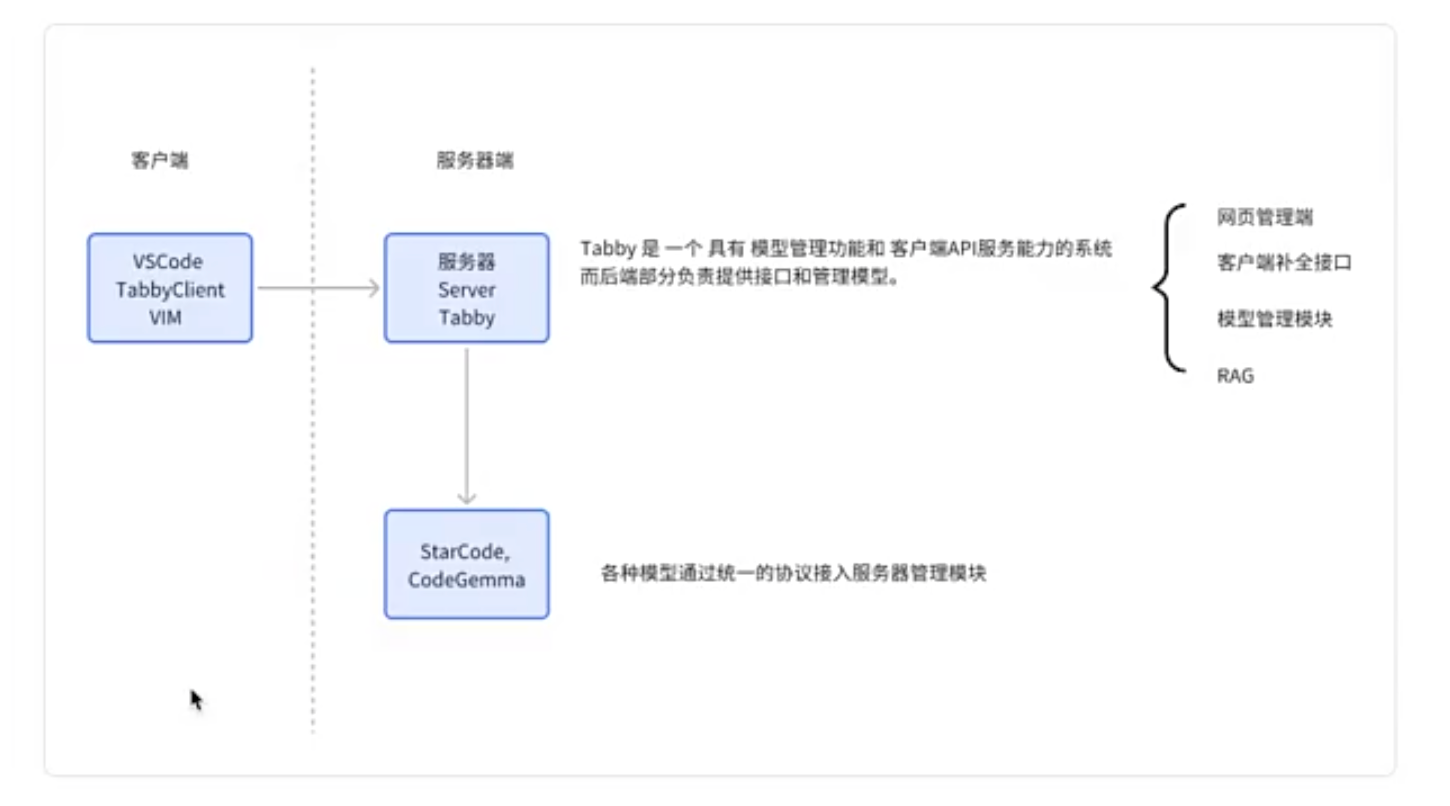 客户端
服务器端
VSCode
TabbyClient
VIM
服务器
Server
Tabby
Tabby 是 一个 具有 模型管理功能和 客户端API服务能力的系统
而后端部分负责提供接口和管理模型。
网页管理端
客户端补全接口
模型管理模块
RAG
StarCode,
CodeGemma
各种模型通过统一的协议接入服务器管理模块